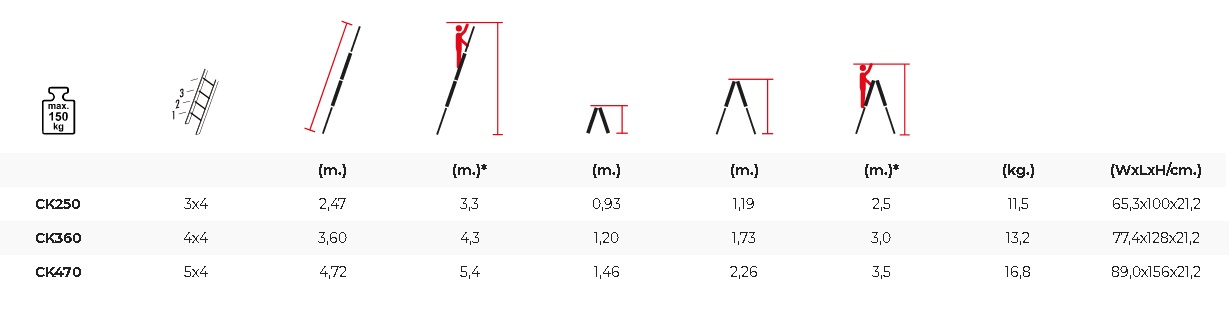 max.
150
kg
3
2
1
(m.) (m.)* (m.) (m.) (m.)* (kg.) (WxLxH/cm.)
CK250 3x4 2,47 3,3 0,93 1,19 2,5 11,5 65,3x100x21,2
CK360 4x4 3,60 4,3 1,20 1,73 3,0 13,2 77,4x128x21,2
CK470 5x4 4,72 5,4 1,46 2,26 3,5 16,8 89,0x156x21,2